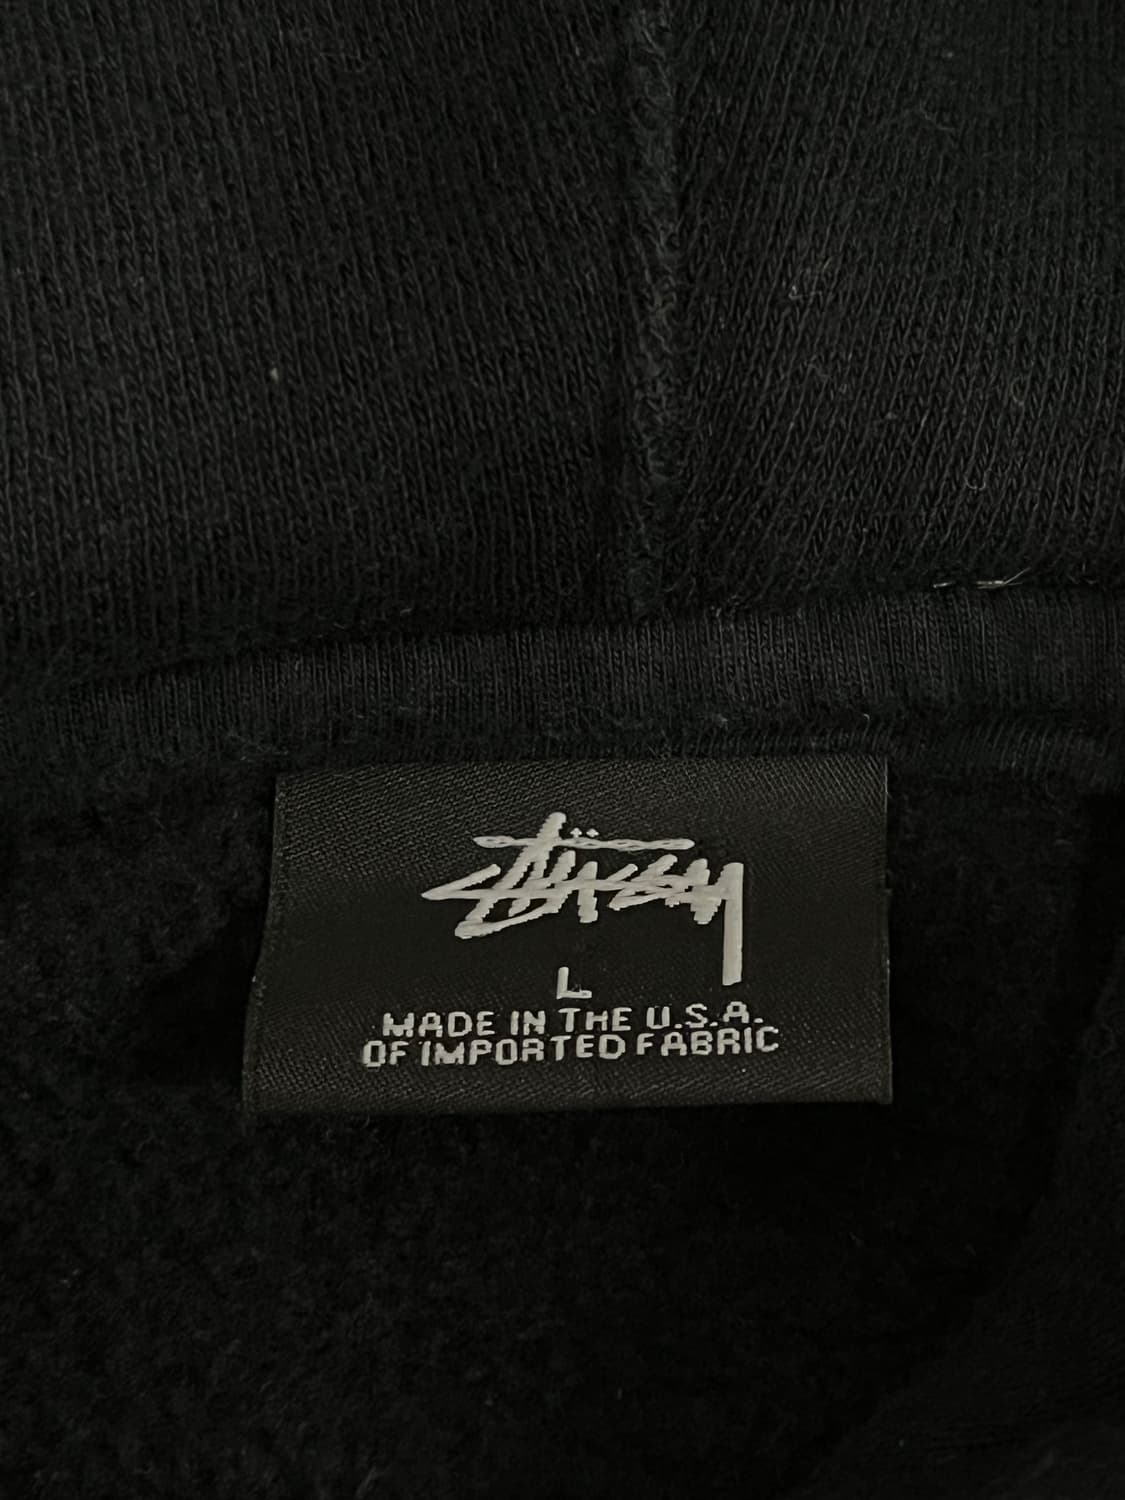 Stüssy
L
MADE IN THE U.S.A.
OF IMPORTED FABRIC